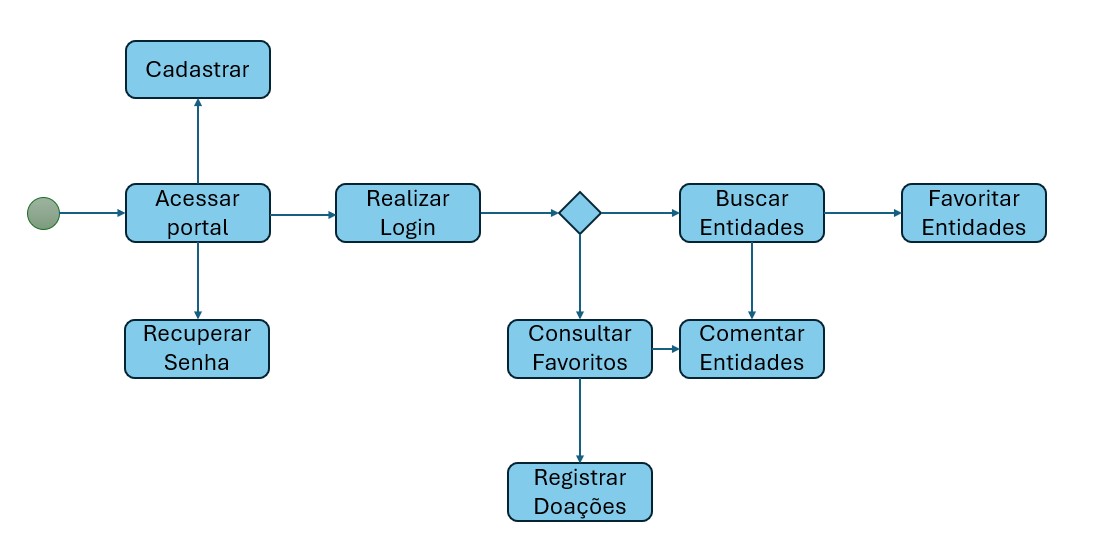 Cadastrar
Acessar
portal
Realizar
Login
Buscar
Entidades
Favoritar
Entidades
Recuperar
Senha
Consultar
Favoritos
Comentar
Entidades
Registrar
Doações